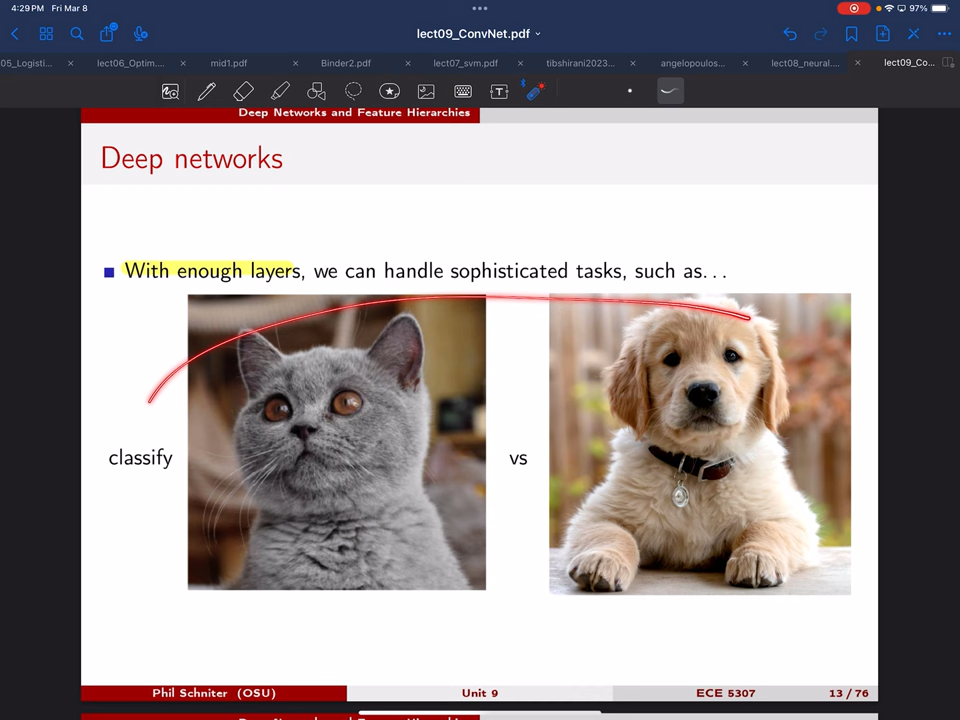 4:29 PM Fri Mar 8
97%
lect09_ConvNet.pdf
05_Logisti...
lect06_Optim....
mid1.pdf
Binder2.pdf
lect07_svm.pdf
tibshirani2023...
angelopoulos...
lect08_neural....
lect09_Co...
Deep Networks and Feature Hierarchies
Deep networks
With enough layers, we can handle sophisticated tasks, such as...
classify
vs
Phil Schniter (OSU)
Unit 9
ECE 5307
13 / 76